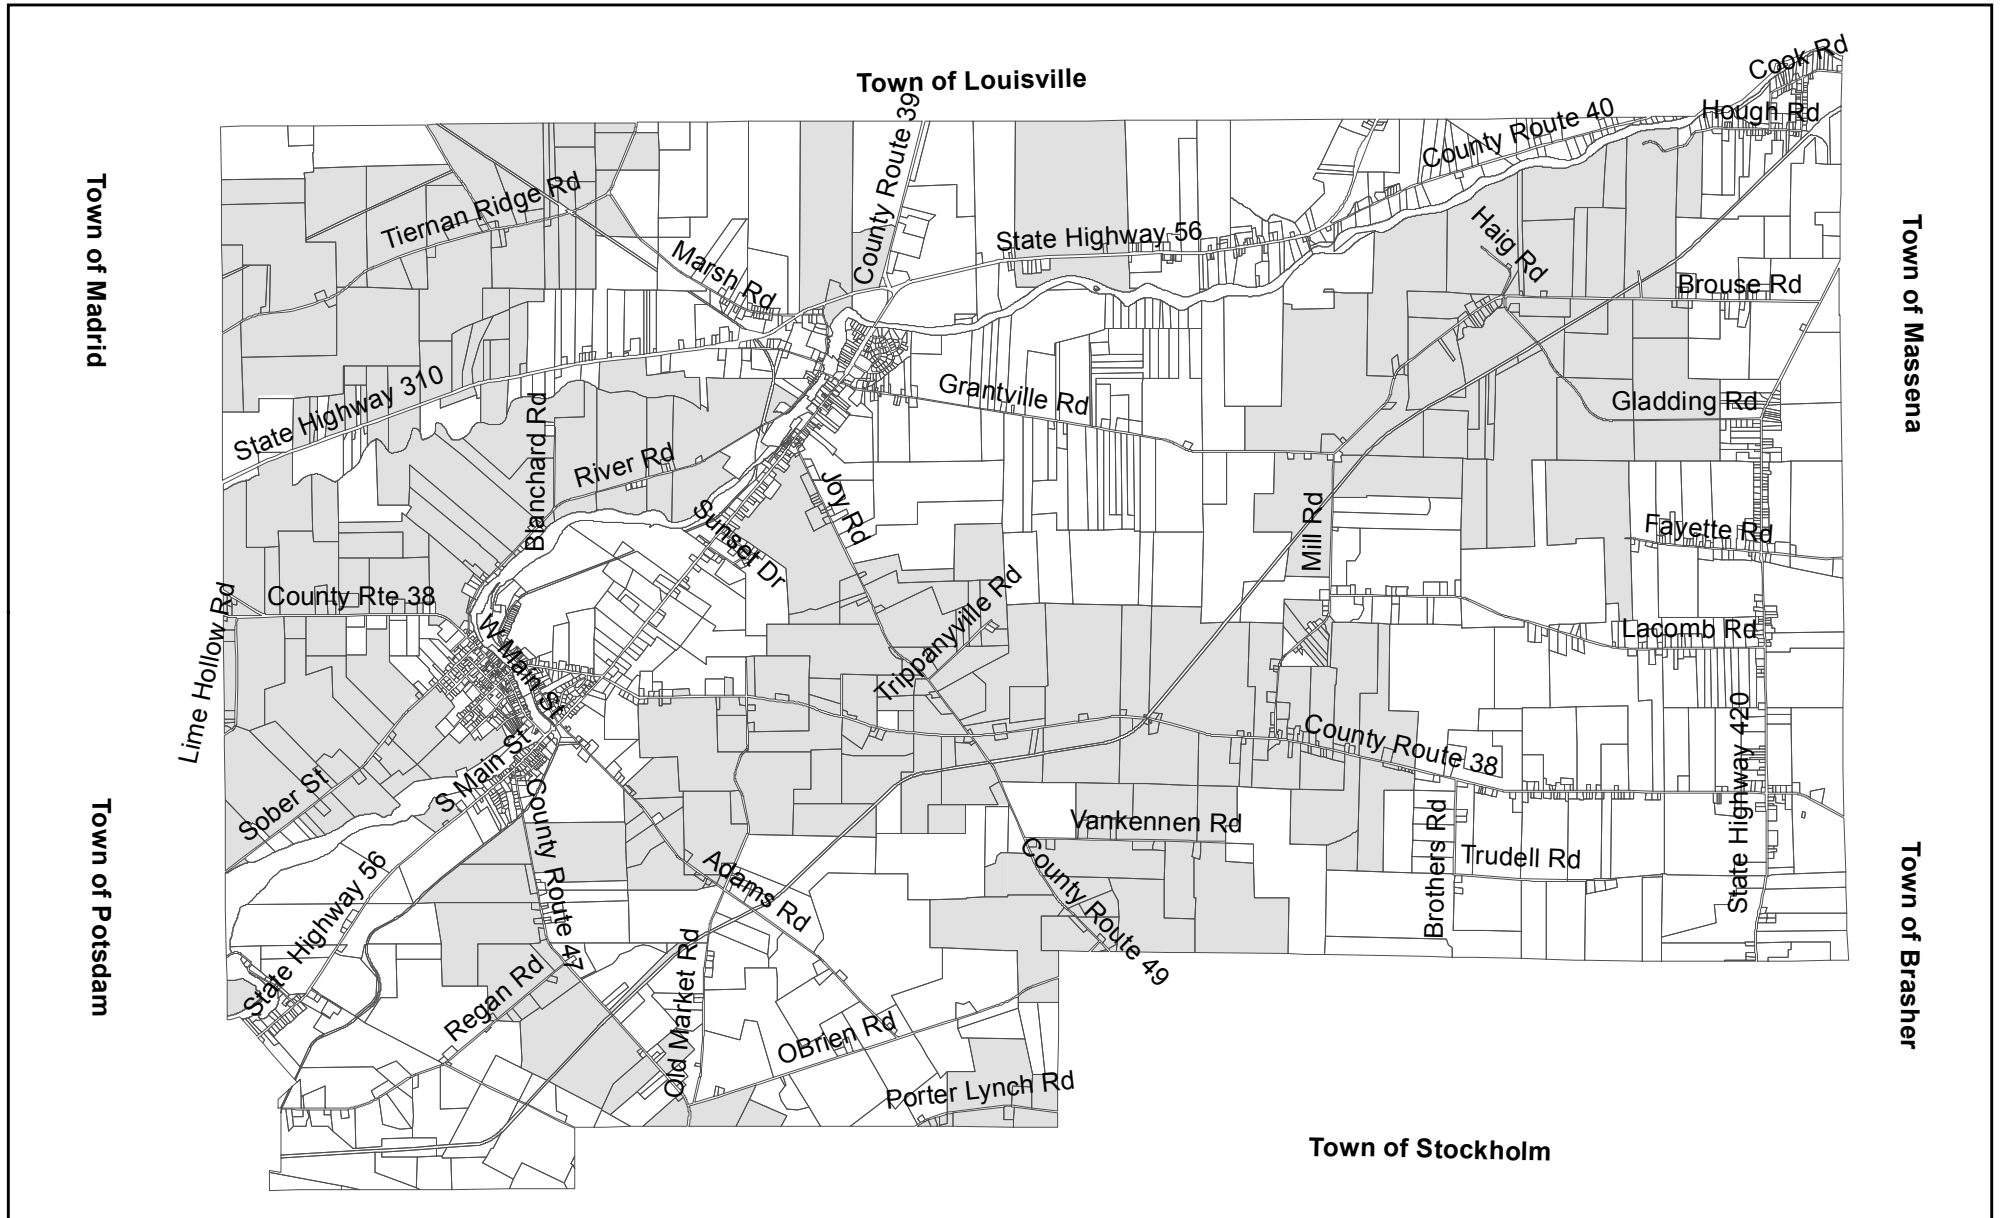 Town of Louisville
Cook Rd
Hough Rd
County Route 40
County Route 39
Town of Madrid
Tiernan Ridge Rd
Marsh Rd
State Highway 56
Haig Rd
Brouse Rd
Town of Massena
State Highway 310
Blanchard Rd
River Rd
Grantville Rd
Gladding Rd
Joy Rd
S
Sunset Dr
Mill Rd
Fayette Rd
County Rte 38
Lime Hollow Rd
W Main St
Trippanyville Rd
Lacomb Rd
State Highway 420
County Route 38
Sober St
S Main St
County Route 47
Vankennen Rd
Brothers Rd
Trudell Rd
Town of Potsdam
State Highway 56
Adams Rd
County Route 49
Town of Brasher
Regan Rd
Old Market Rd
OBrien Rd
Porter Lynch Rd
Town of Stockholm